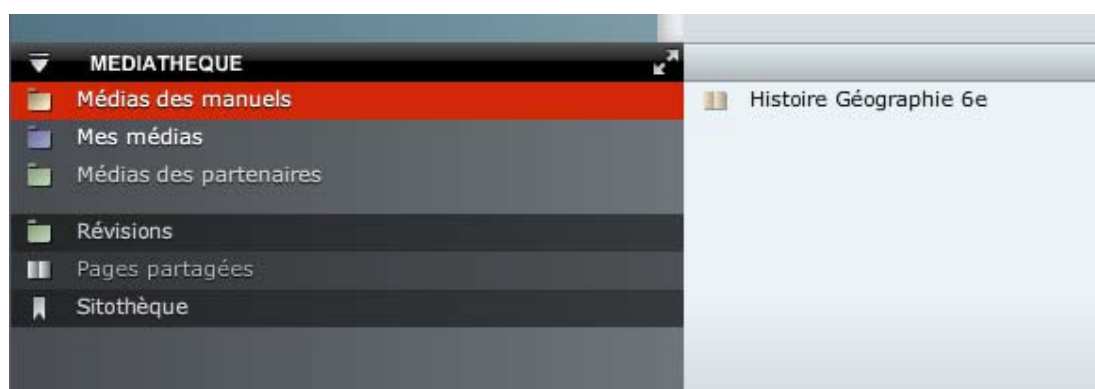 MEDIATHEQUE
Médias des manuels
Mes médias
Médias des partenaires
Révisions
Pages partagées
Sitothèque
Histoire Géographie 6e